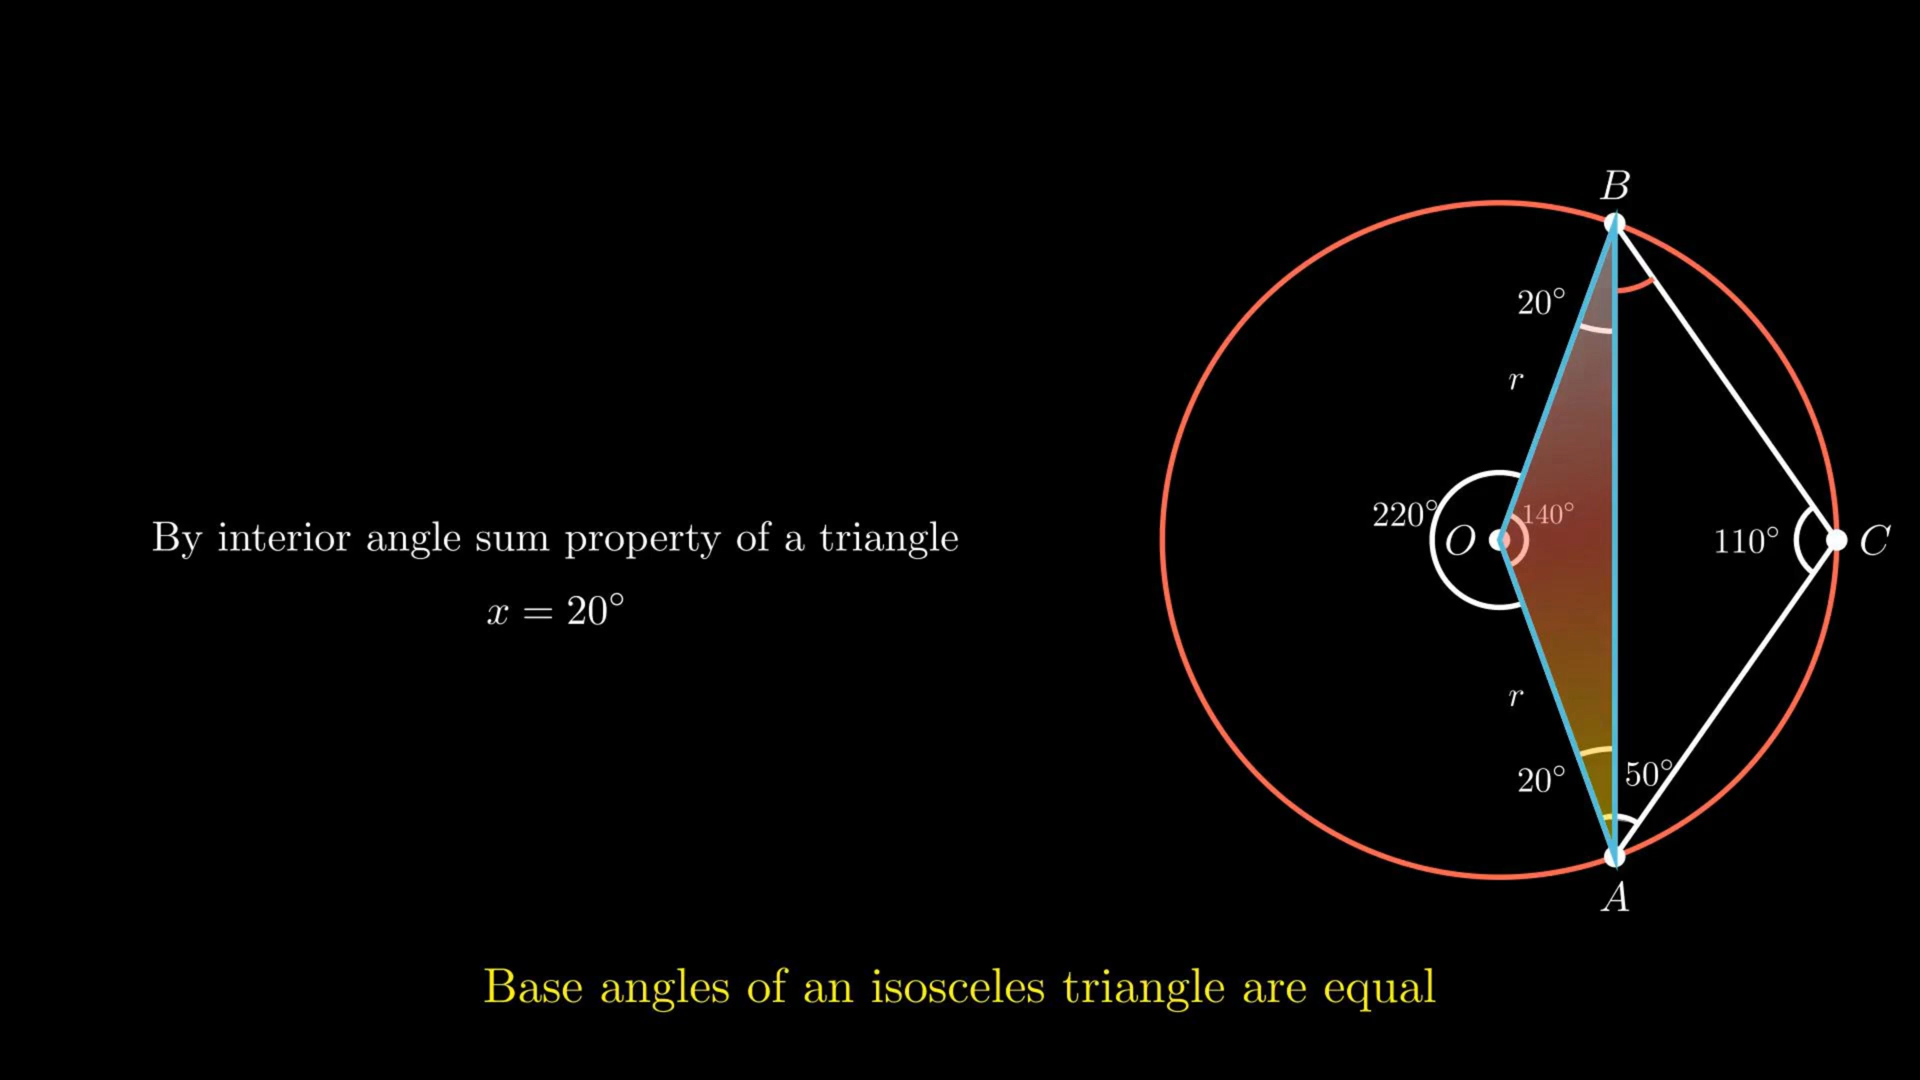 B
20°
r
220°
140°
O
110°
C
By interior angle sum property of a triangle
x = 20°
r
20°
50°
A
Base angles of an isosceles triangle are equal